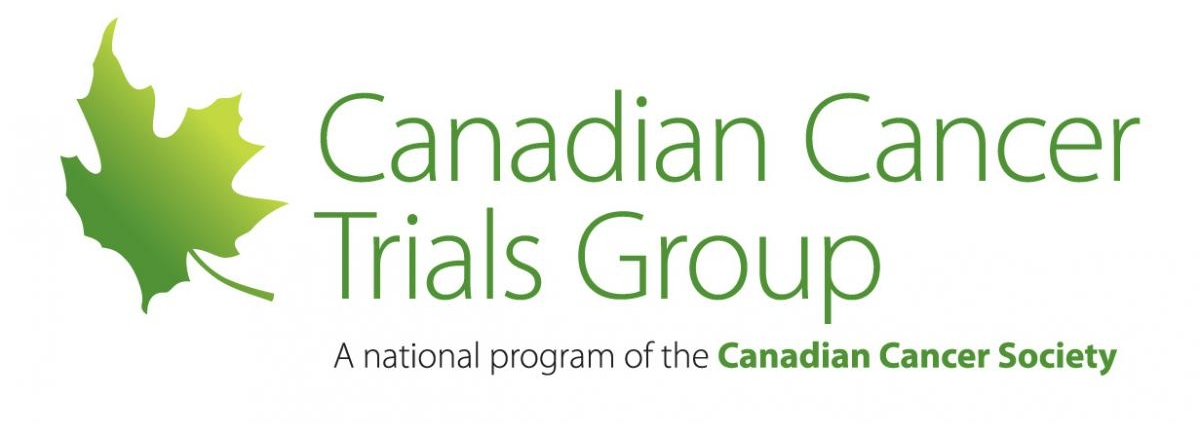 Canadian Cancer
Trials Group
A national program of the Canadian Cancer Society